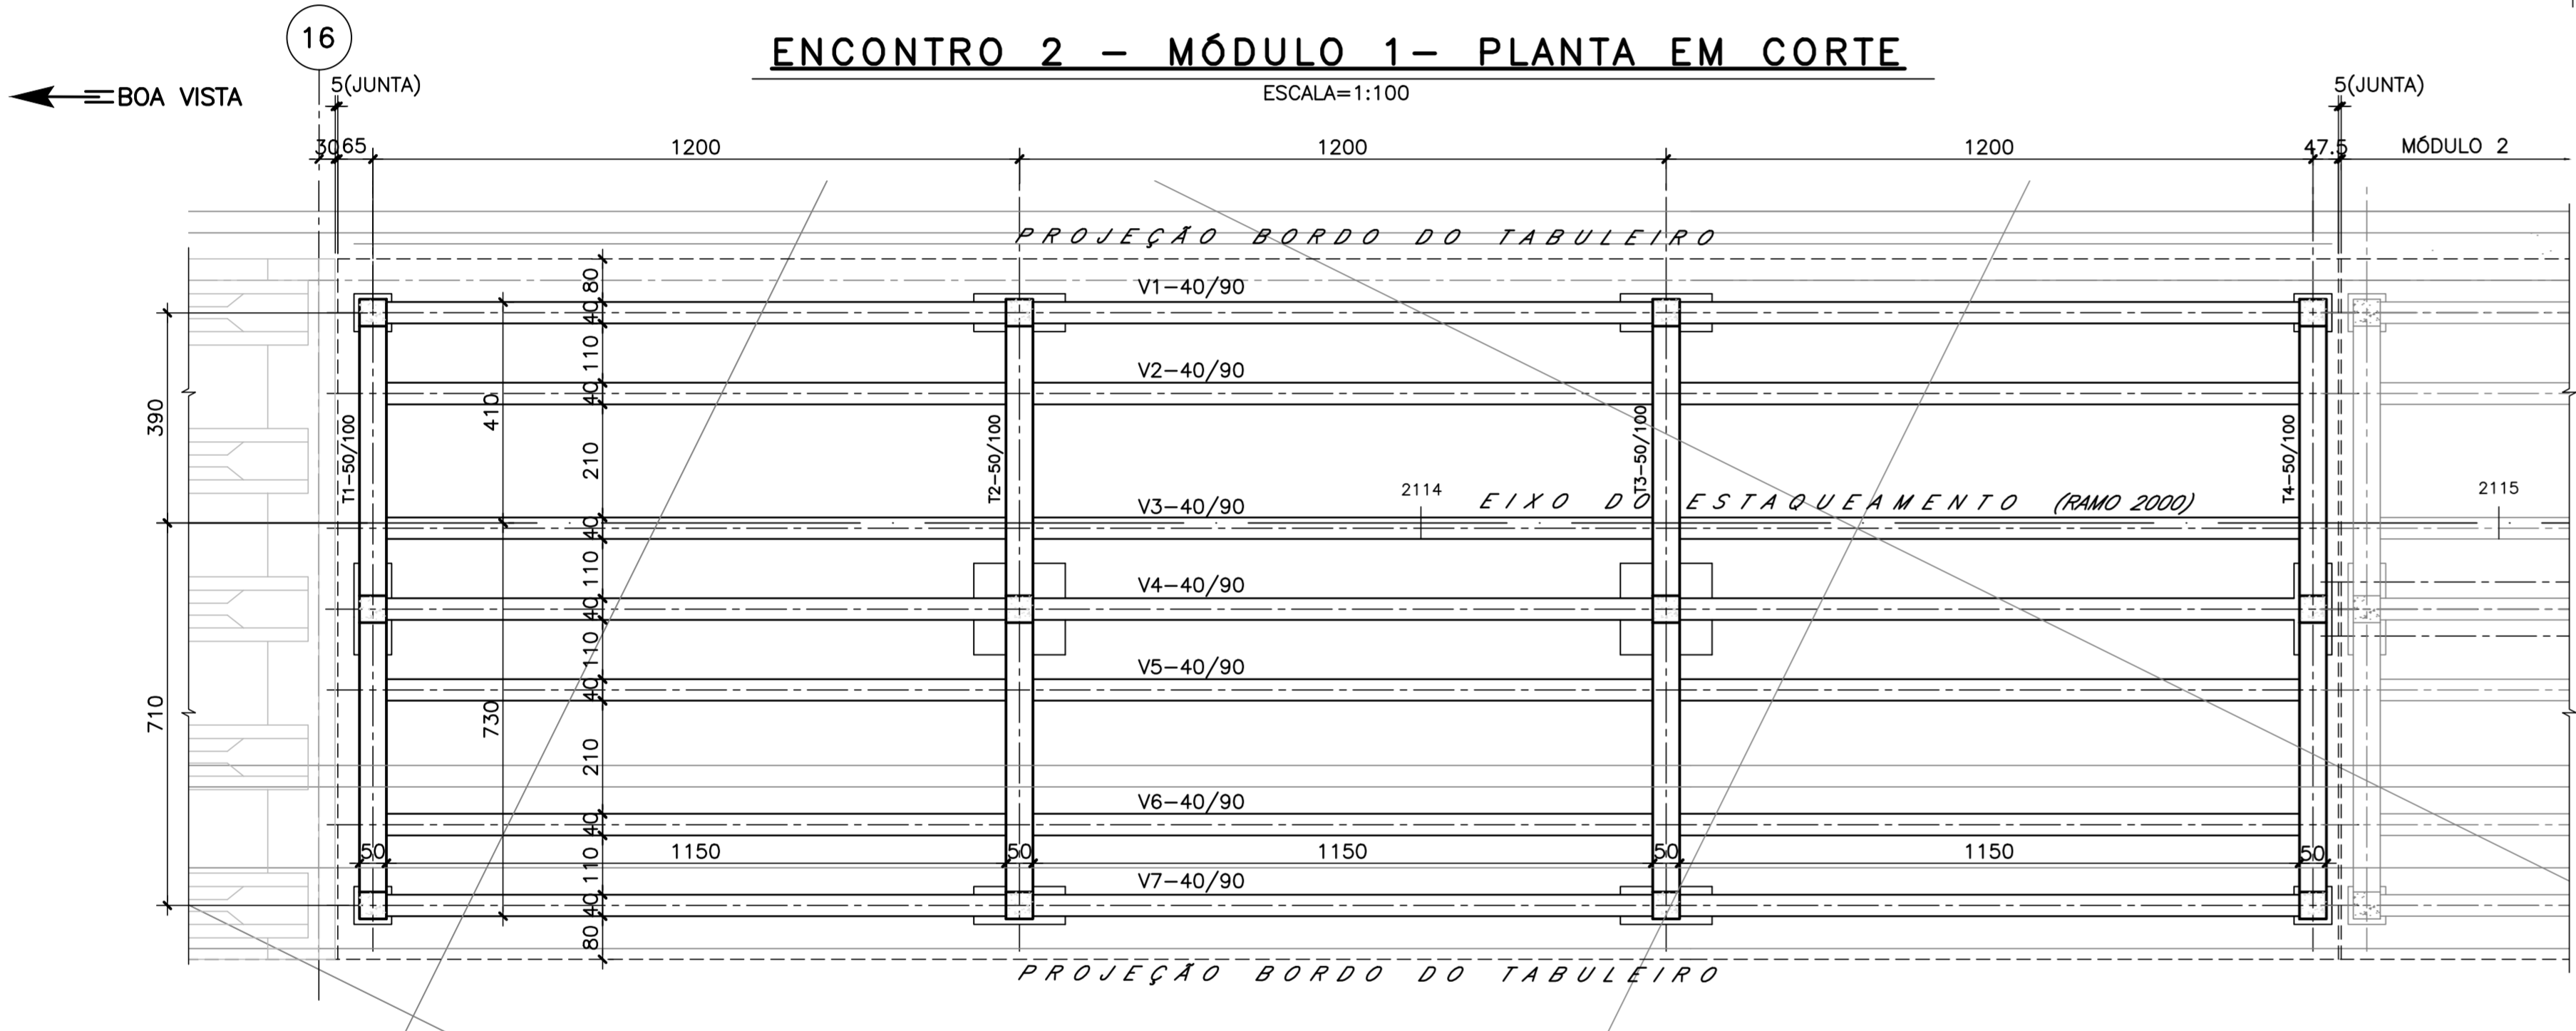 16
ENCONTRO 2 – MÓDULO 1– PLANTA EM CORTE
ESCALA=1:100
BOA VISTA
5(JUNTA)
5(JUNTA)
30 65 1200 1200 1200 47.5 MÓDULO 2
PROJEÇÃO BORDO DO TABULEIRO
80
V1-40/90
40
110
V2-40/90
40
390
410
T1-50/100
T2-50/100
T3-50/100
T4-50/100
210
2114
2115
V3-40/90
EIXO DO ESTAQUEAMENTO (RAMO 2000)
40
110
V4-40/90
40
110
V5-40/90
40
710
730
210
V6-40/90
40
50 1150 50 1150 50 1150 50
110
V7-40/90
40
80
PROJEÇÃO BORDO DO TABULEIRO